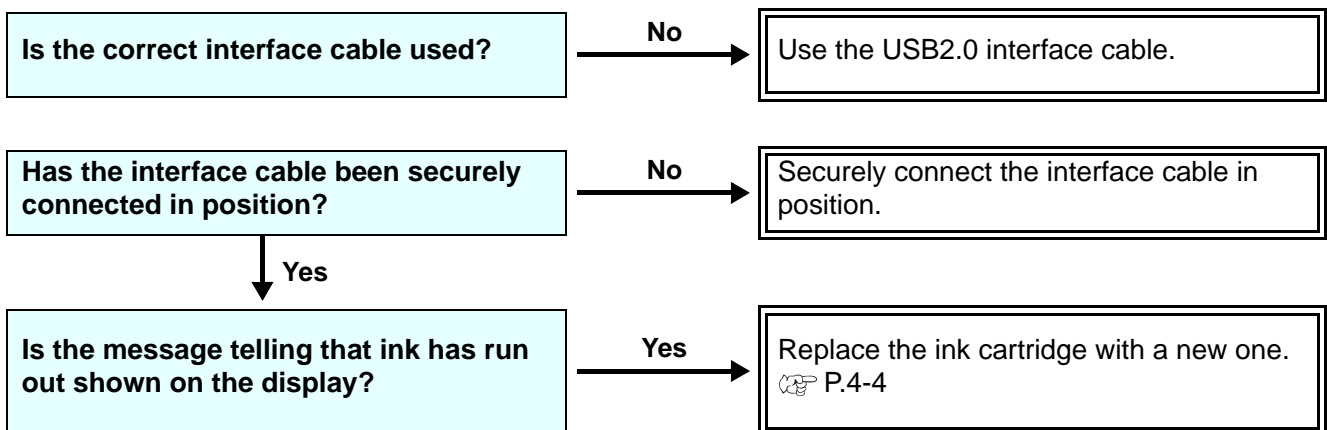 Is the correct interface cable used?
No
Use the USB2.0 interface cable.
Has the interface cable been securely
connected in position?
No
Securely connect the interface cable in
position.
Yes
Is the message telling that ink has run
out shown on the display?
Yes
Replace the ink cartridge with a new one.
P.4-4